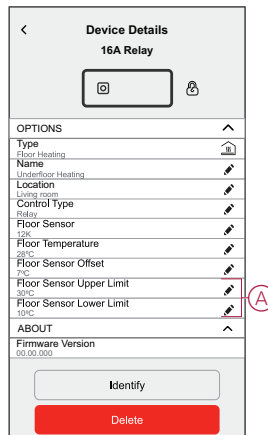 Device Details
16A Relay
OPTIONS
Type
Floor Heating
Name
Underfloor Heating
Location
Living room
Control Type
Relay
Floor Sensor
12K
Floor Temperature
28°C
Floor Sensor Offset
7°C
Floor Sensor Upper Limit
30°C
Floor Sensor Lower Limit
10°C
A
ABOUT
Firmware Version
00.00.000
Identify
Delete